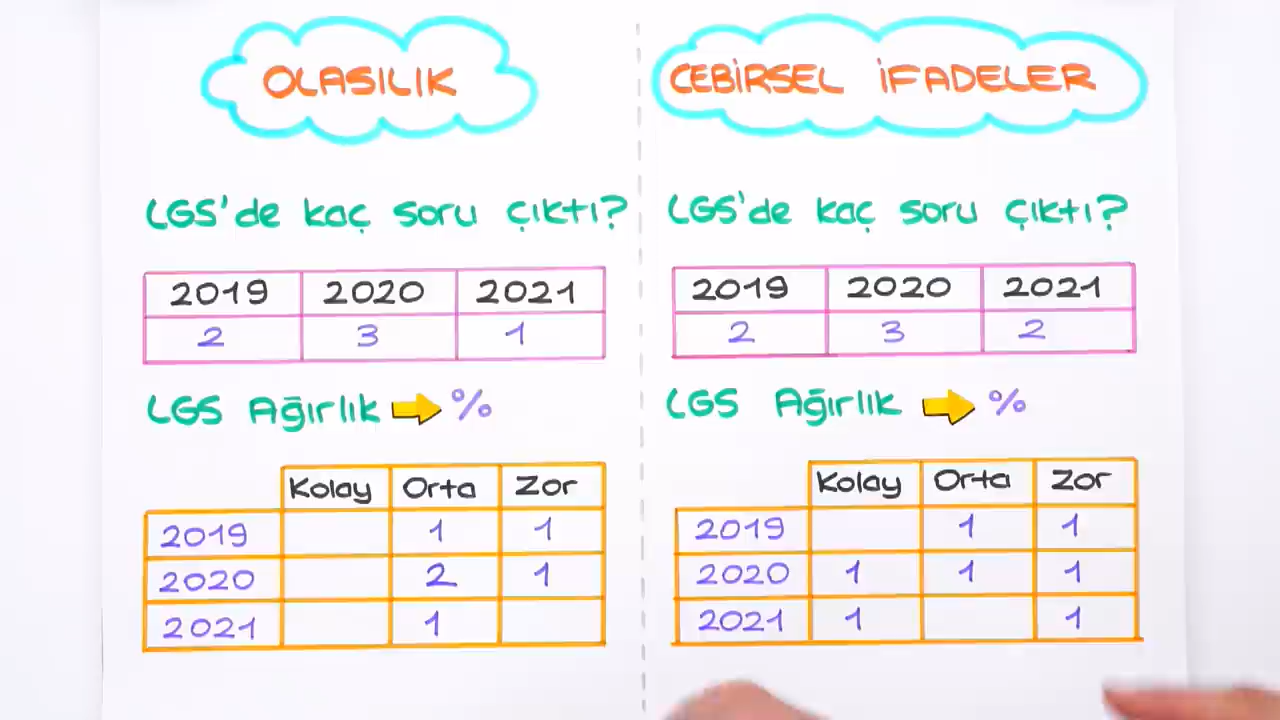 OLASILIK
LGS'de kaç soru çıktı?
2019 2020 2021
2 3 1
LGS Ağırlık %
Kolay Orta Zor
2019 1 1
2020 2 1
2021 1
CEBİRSEL İFADELER
LGS'de kaç soru çıktı?
2019 2020 2021
2 3 2
LGS Ağırlık %
Kolay Orta Zor
2019 1 1
2020 1 1 1
2021 1 1